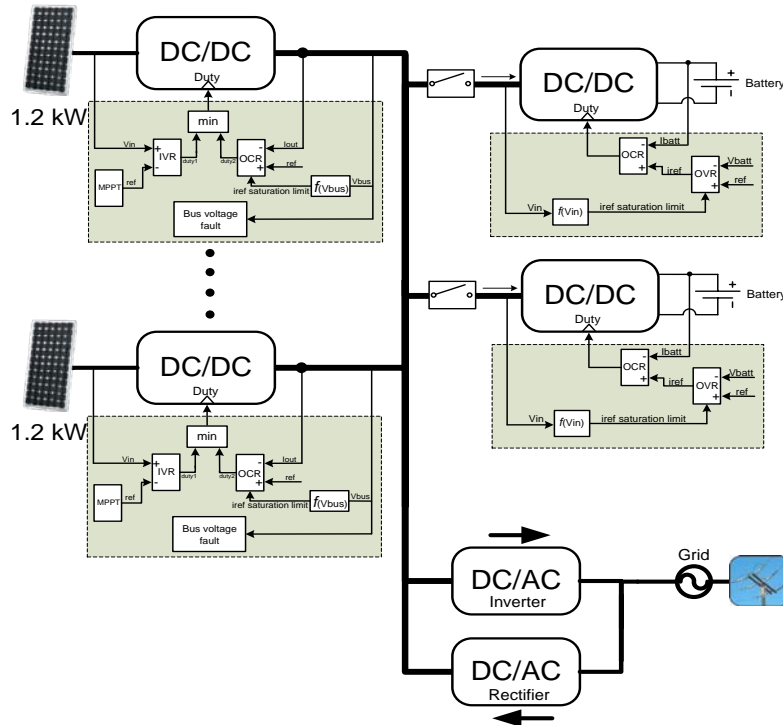 DC/DC
Duty
1.2 kW
min
Vin
+
-
IVR
duty1
duty2
-
OCR
+
Iout
ref
MPPT
ref
iref saturation limit
f(Vbus)
Vbus
Bus voltage
fault
DC/DC
Duty
1.2 kW
min
Vin
+
-
IVR
duty1
duty2
-
OCR
+
Iout
ref
MPPT
ref
iref saturation limit
f(Vbus)
Vbus
Bus voltage
fault
DC/DC
Duty
+
-
Battery
Ibatt
-
OCR
+
iref
-
OVR
+
Vbatt
ref
Vin
f(Vin)
iref saturation limit
DC/DC
Duty
+
-
Battery
Ibatt
-
OCR
+
iref
-
OVR
+
Vbatt
ref
Vin
f(Vin)
iref saturation limit
DC/AC
Inverter
Grid
DC/AC
Rectifier